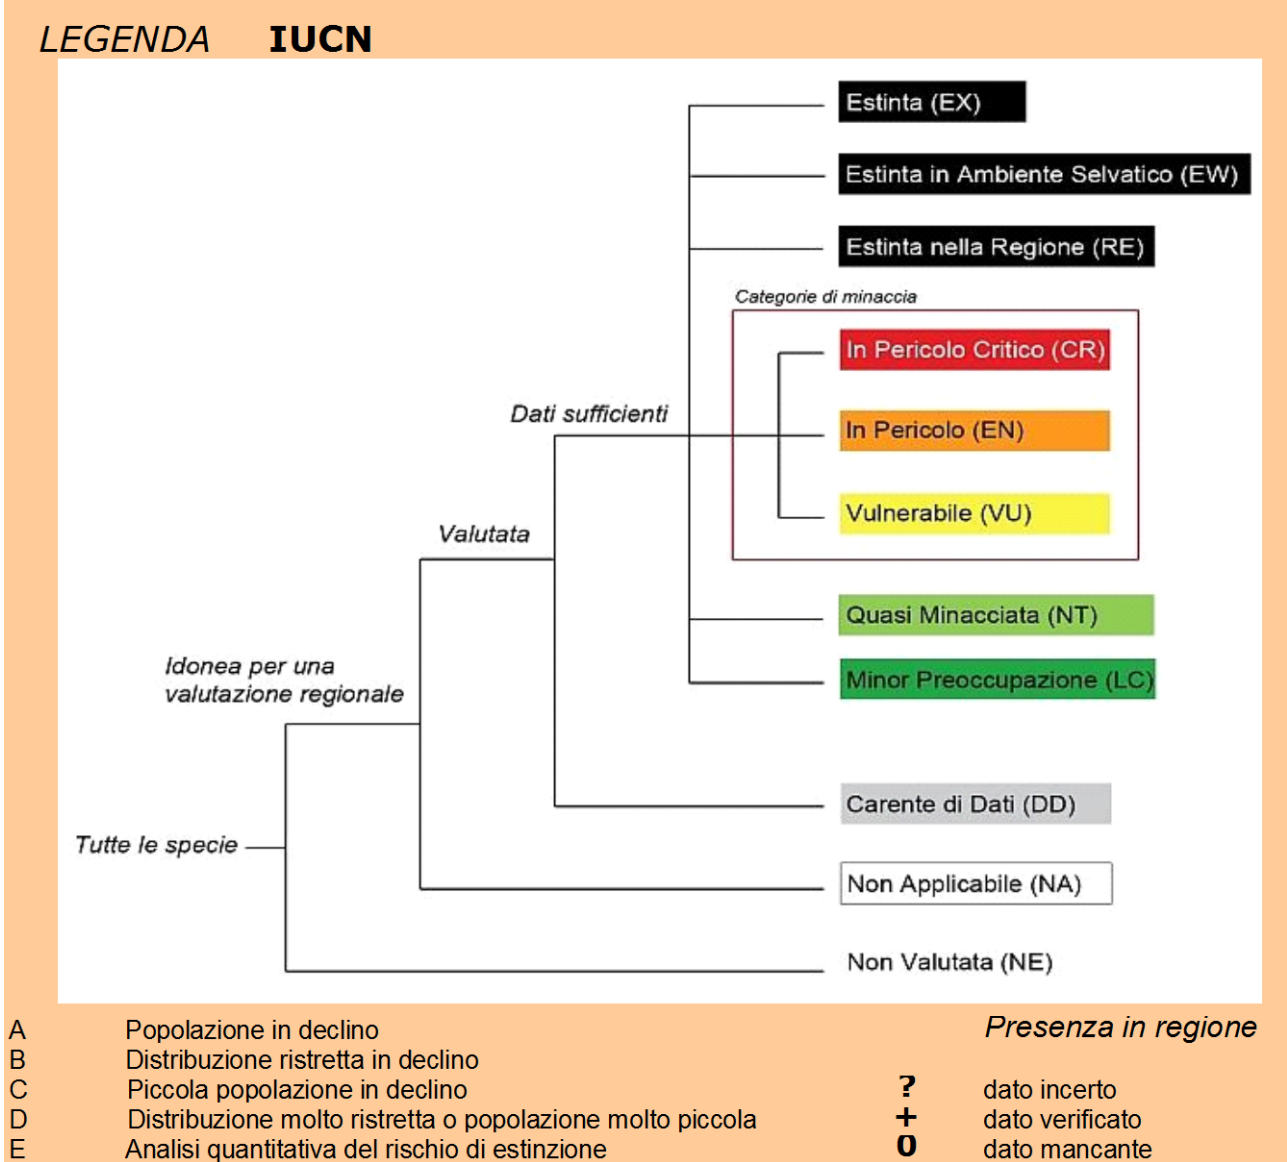 LEGENDA IUCN
Estinta (EX)
Estinta in Ambiente Selvatico (EW)
Estinta nella Regione (RE)
Categorie di minaccia
In Pericolo Critico (CR)
Dati sufficienti
In Pericolo (EN)
Vulnerabile (VU)
Valutata
Quasi Minacciata (NT)
Idonea per una
valutazione regionale
Minor Preoccupazione (LC)
Carente di Dati (DD)
Tutte le specie
Non Applicabile (NA)
Non Valutata (NE)
A Popolazione in declino
B Distribuzione ristretta in declino
C Piccola popolazione in declino
D Distribuzione molto ristretta o popolazione molto piccola
E Analisi quantitativa del rischio di estinzione
Presenza in regione
? dato incerto
+ dato verificato
0 dato mancante